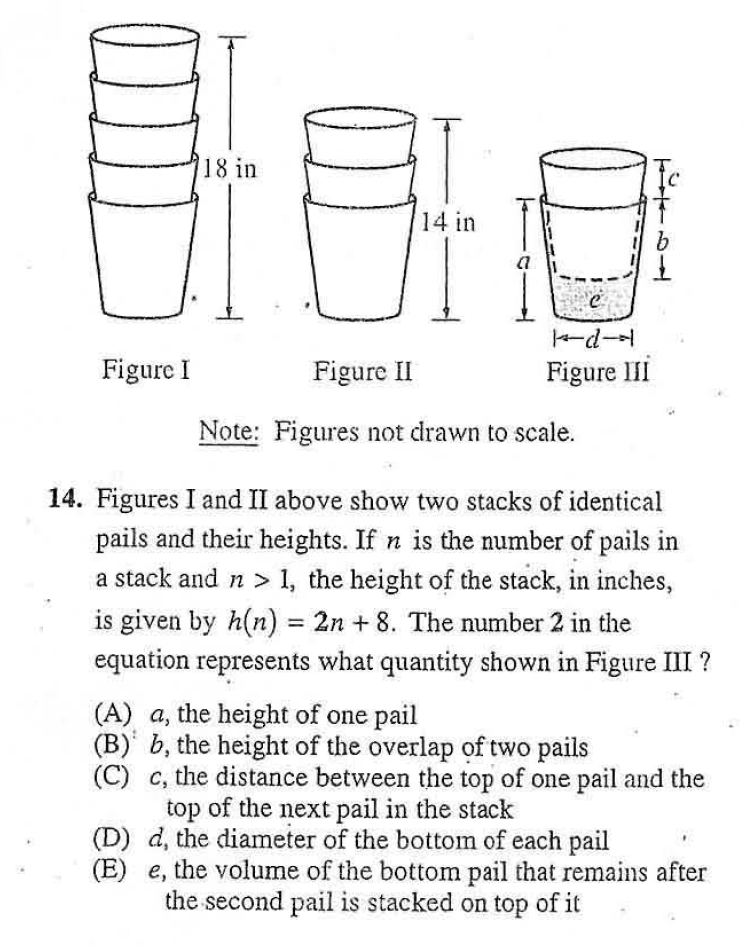 18 in
14 in
c
b
a
e
d
Figure I
Figure II
Figure III
Note: Figures not drawn to scale.
14. Figures I and II above show two stacks of identical
pails and their heights. If n is the number of pails in
a stack and n > 1, the height of the stack, in inches,
is given by h(n) = 2n + 8. The number 2 in the
equation represents what quantity shown in Figure III ?
(A) a, the height of one pail
(B) b, the height of the overlap of two pails
(C) c, the distance between the top of one pail and the
top of the next pail in the stack
(D) d, the diameter of the bottom of each pail
(E) e, the volume of the bottom pail that remains after
the second pail is stacked on top of it